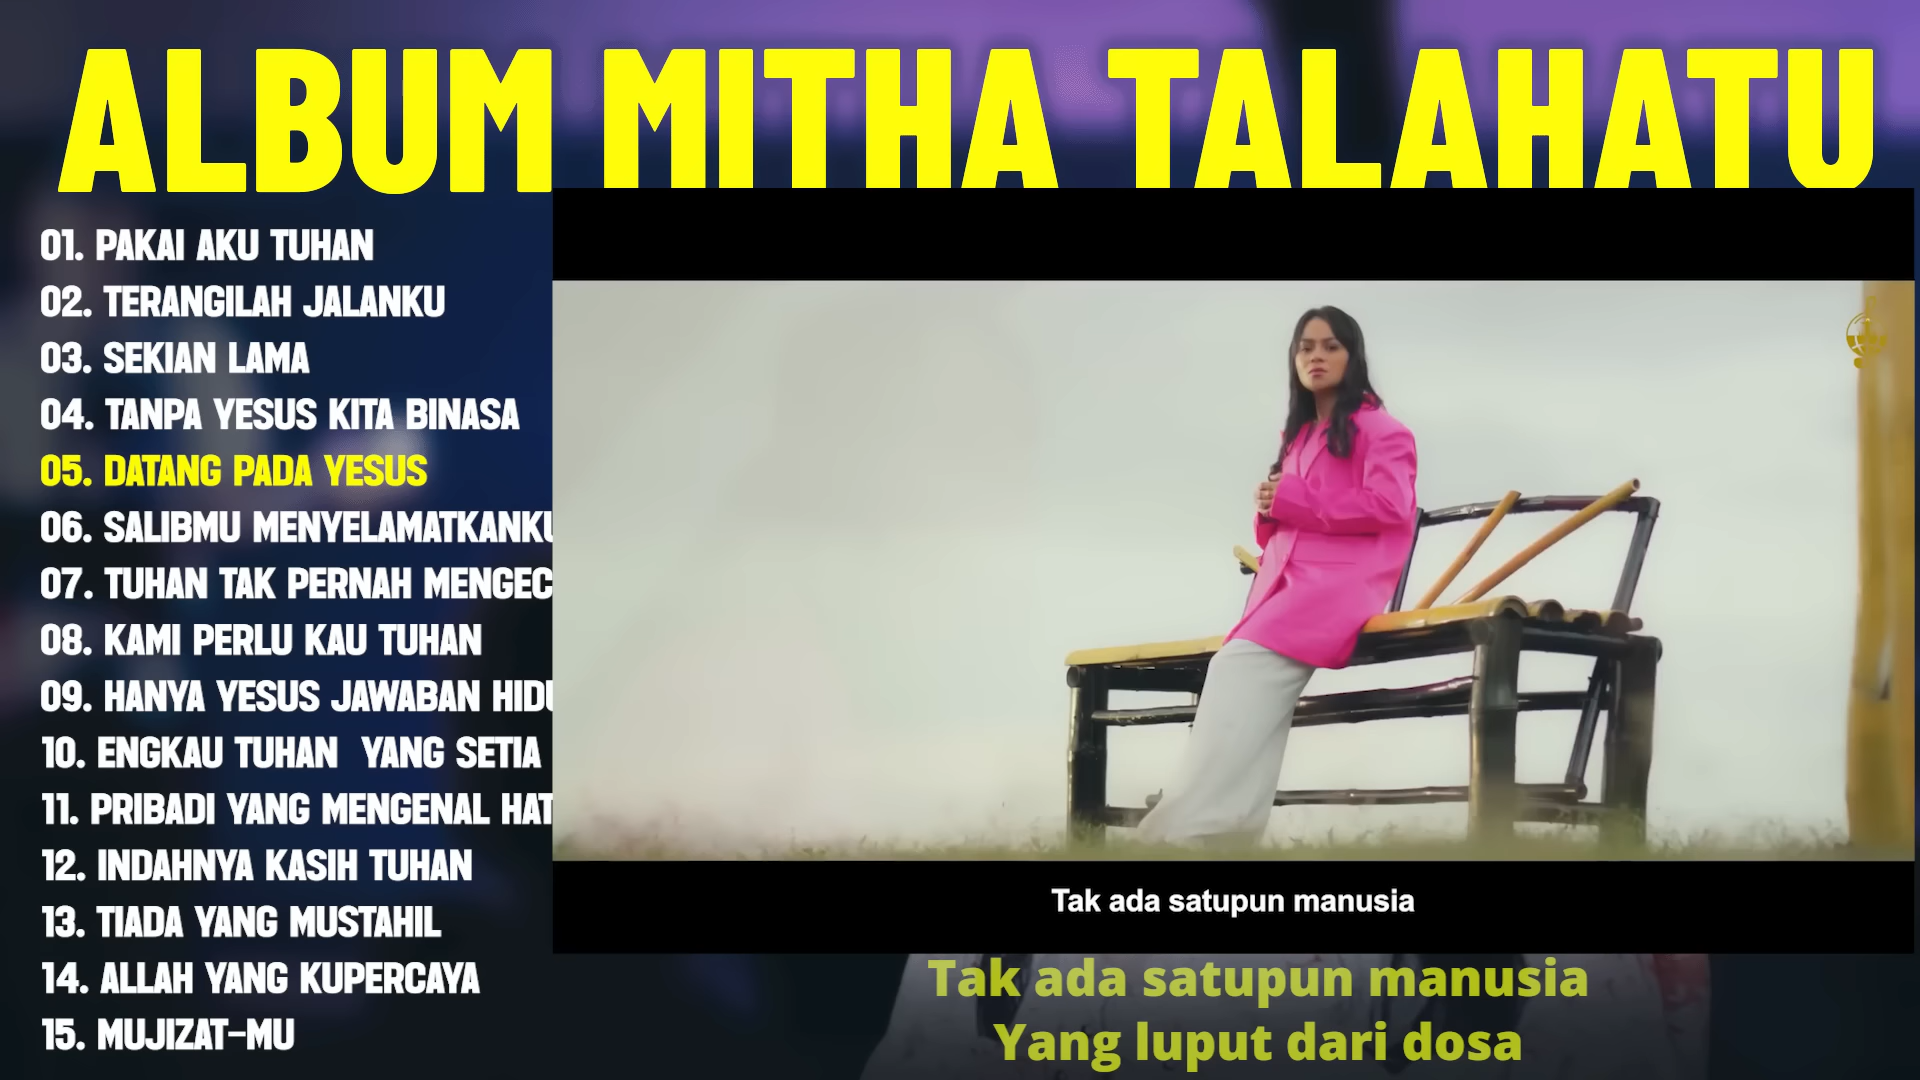 ALBUM MITHA TALAHATU
01. PAKAI AKU TUHAN
02. TERANGILAH JALANKU
03. SEKIAN LAMA
04. TANPA YESUS KITA BINASA
05. DATANG PADA YESUS
06. SALIBMU MENYELAMATKANKU
07. TUHAN TAK PERNAH MENGEC
08. KAMI PERLU KAU TUHAN
09. HANYA YESUS JAWABAN HIDU
10. ENGKAU TUHAN YANG SETIA
11. PRIBADI YANG MENGENAL HAT
12. INDAHNYA KASIH TUHAN
13. TIADA YANG MUSTAHIL
14. ALLAH YANG KUPERCAYA
15. MUJIZAT-MU
Tak ada satupun manusia
Tak ada satupun manusia
Yang luput dari dosa